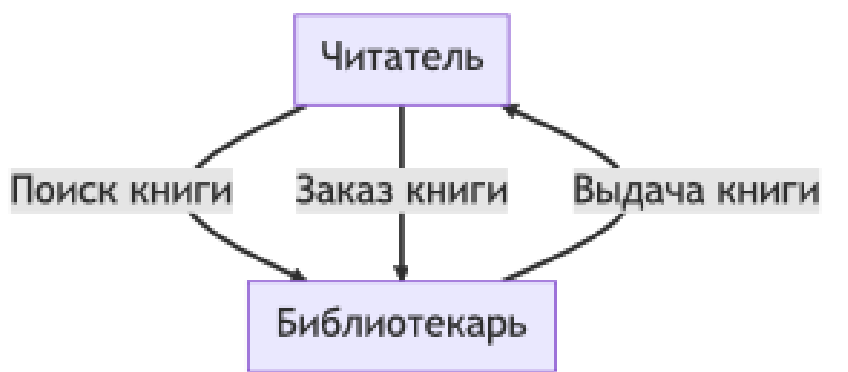 Читатель
Поиск книги
Заказ книги
Выдача книги
Библиотекарь